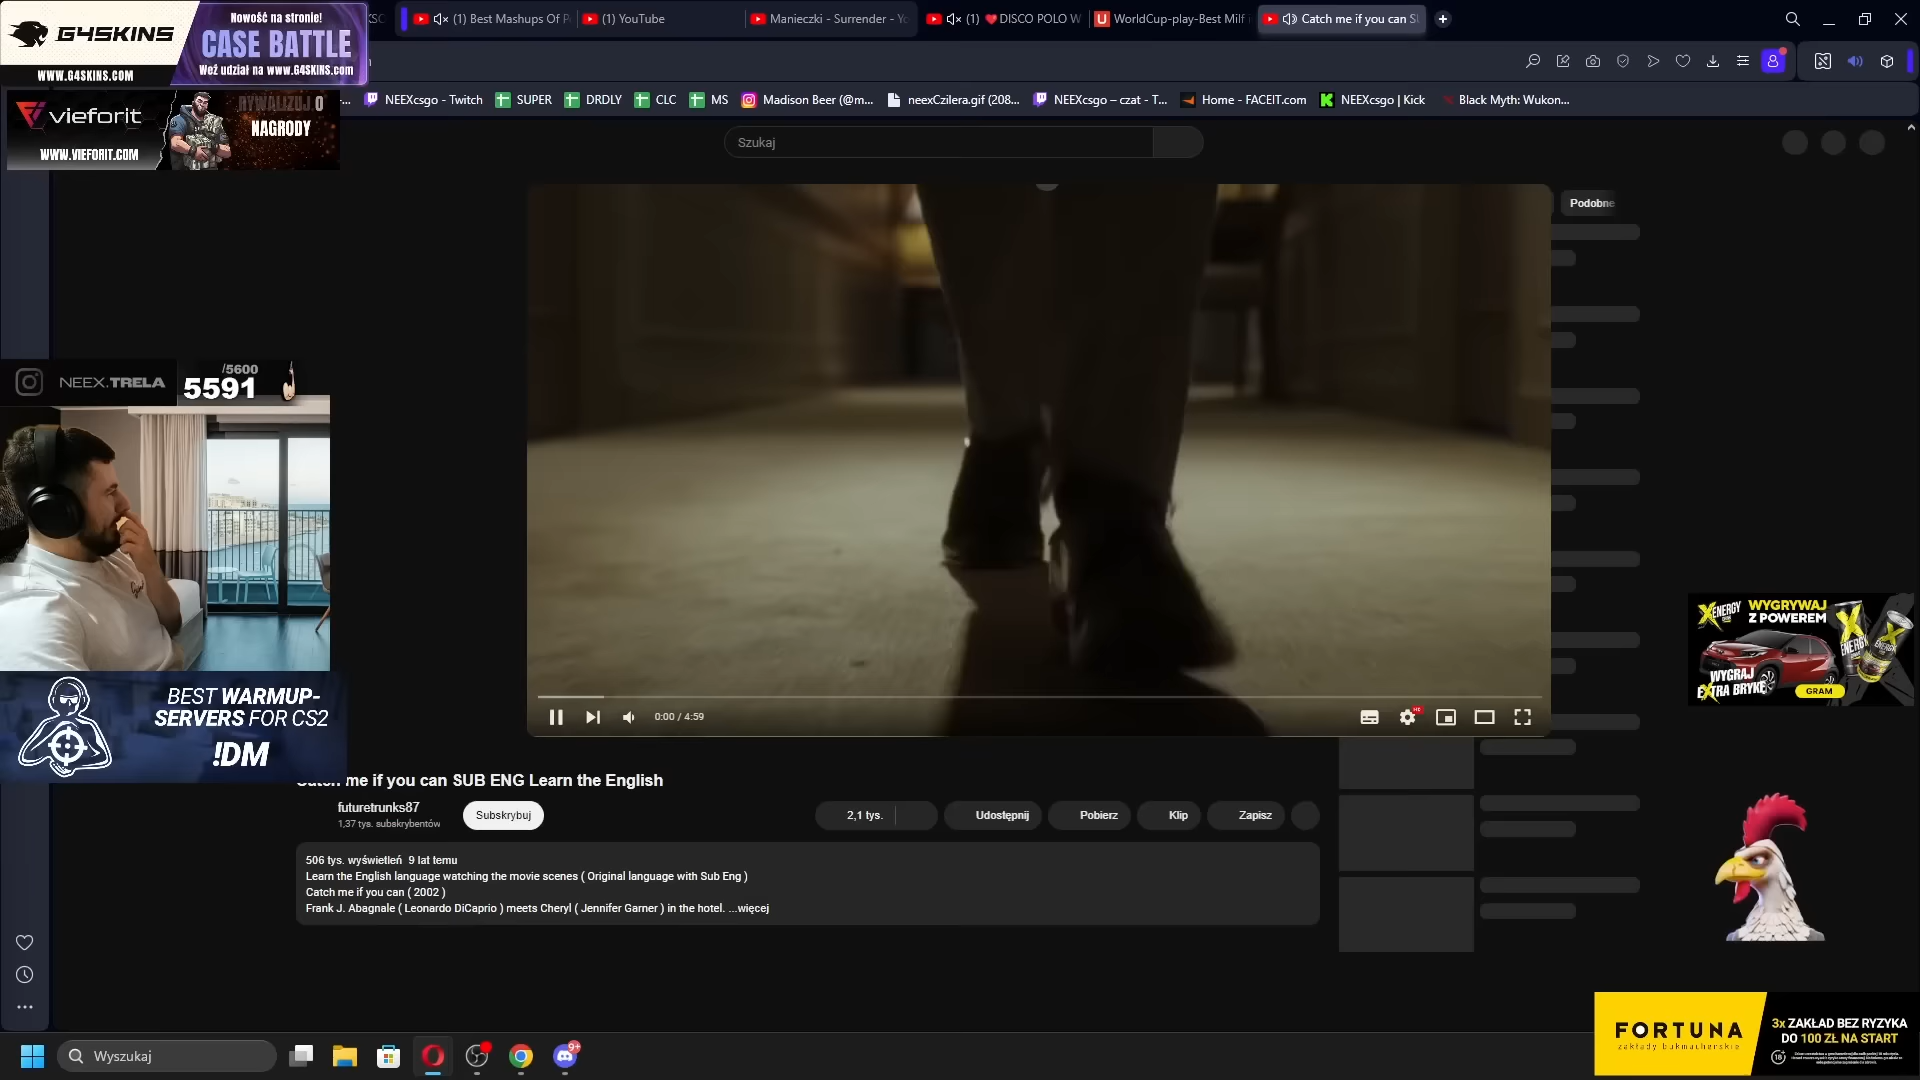 G4SKINS
WWW.G4SKINS.COM
Nowość na stronie!
CASE BATTLE
Weź udział na www.G4SKINS.com
(1) Best Mashups Of P
(1) YouTube
Manieczki - Surrender - Yo
(1) ❤️DISCO POLO W
WorldCup-play-Best Milf
Catch me if you can SU
vieforit
WWW.VIEFORIT.COM
RYWALIZUJ O
NAGRODY
...
NEEXcsgo - Twitch
SUPER
DRDLY
CLC
MS
Madison Beer (@m...
neexCzilera.gif (208...
NEEXcsgo – czat - T...
Home - FACEIT.com
NEEXcsgo | Kick
Black Myth: Wukon...
Szukaj
Podobne
NEEX.TRELA
/5600
5591
BEST WARMUP-
SERVERS FOR CS2
!DM
0:00 / 4:59
HD
me if you can SUB ENG Learn the English
futuretrunks87
1,37 tys. subskrybentów
Subskrybuj
2,1 tys.
Udostępnij
Pobierz
Klip
Zapisz
506 tys. wyświetleń 9 lat temu
Learn the English language watching the movie scenes ( Original language with Sub Eng )
Catch me if you can ( 2002 )
Frank J. Abagnale ( Leonardo DiCaprio ) meets Cheryl ( Jennifer Garner ) in the hotel. ...więcej
XENERGY
WYGRYWAJ
Z POWEREM
WYGRAJ
EXTRA BRYKĘ
GRAM
FORTUNA
zakłady bukmacherskie
3x ZAKŁAD BEZ RYZYKA
DO 100 ZŁ NA START
18+
Wyszukaj
9+